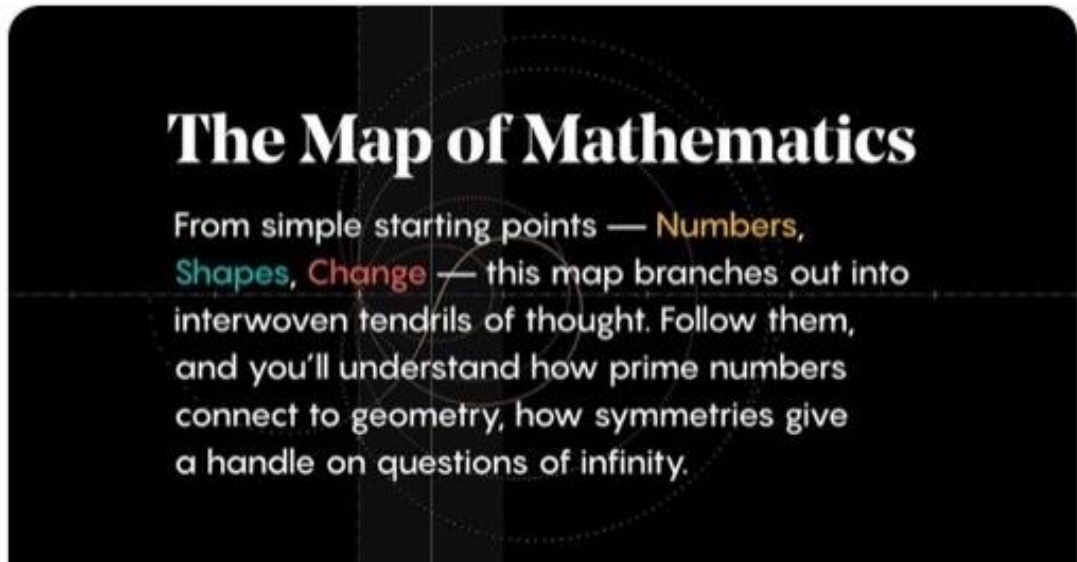 The Map of Mathematics
From simple starting points — Numbers,
Shapes, Change — this map branches out into
interwoven tendrils of thought. Follow them,
and you’ll understand how prime numbers
connect to geometry, how symmetries give
a handle on questions of infinity.